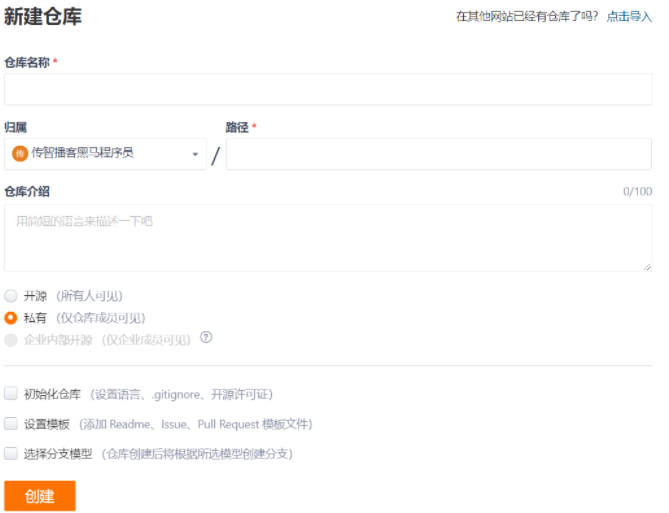 新建仓库
在其他网站已经有仓库了吗？ 点击导入
仓库名称 *
归属
路径 *
传 传智播客黑马程序员 /
仓库介绍
0/100
用简短的语言来描述一下吧
开源 （所有人可见）
私有 （仅仓库成员可见）
企业内部开源 （仅企业成员可见） ?
初始化仓库 （设置语言、.gitignore、开源许可证）
设置模板 （添加 Readme、Issue、Pull Request 模板文件）
选择分支模型 （仓库创建后将根据所选模型创建分支）
创建